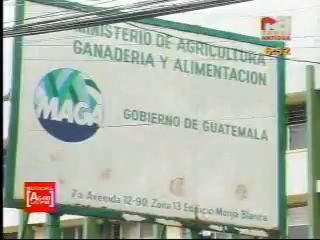 MINISTERIO DE AGRICULTURA
GANADERIA Y ALIMENTACION
MAGA
GOBIERNO DE GUATEMALA
7a. Avenida 12-90, Zona 13 Edificio Monja Blanca